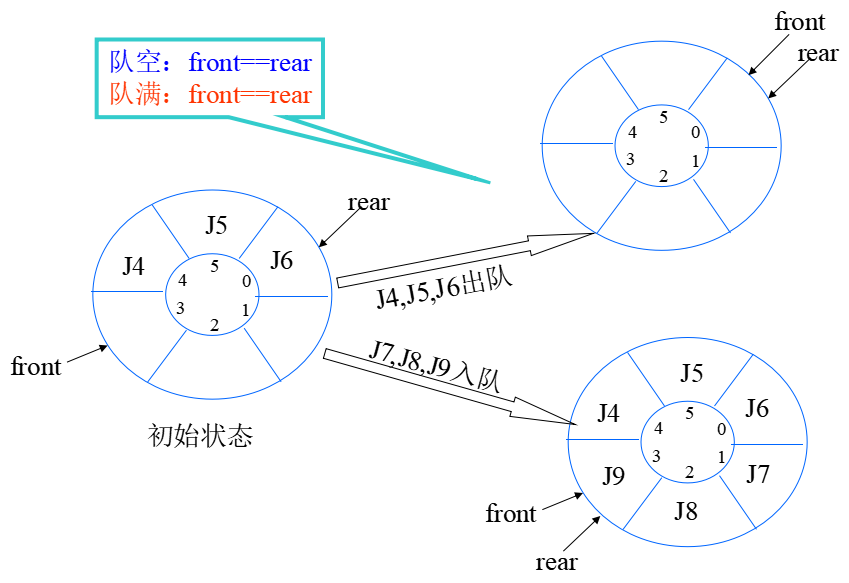 队空：front==rear
队满：front==rear
front
rear
5
4
0
3
1
2
rear
J5
J4
J6
5
4
0
3
1
2
front
初始状态
J4,J5,J6出队
J7,J8,J9入队
J5
J4
J6
5
4
0
3
1
2
J9
J7
J8
front
rear